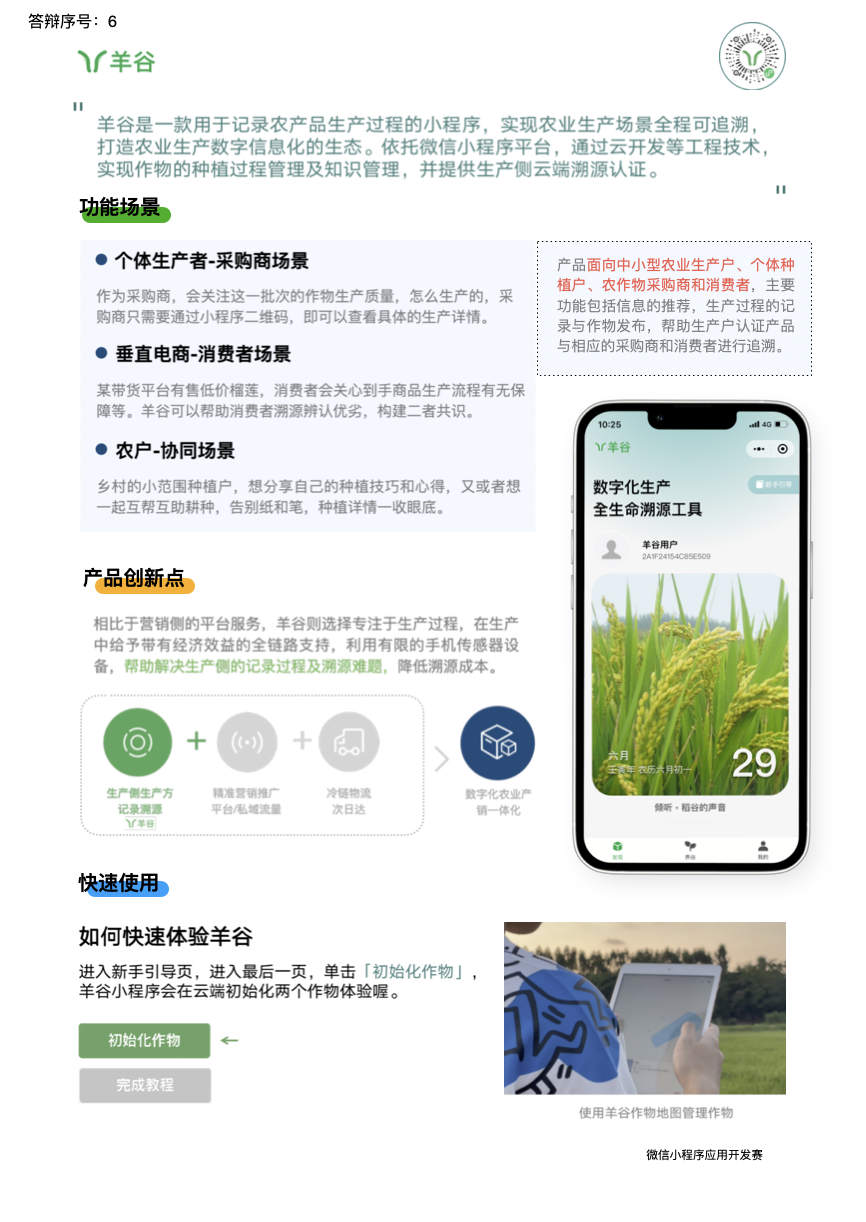 答辩序号：6
羊谷
"
羊谷是一款用于记录农产品生产过程的小程序，实现农业生产场景全程可追溯，
打造农业生产数字信息化的生态。依托微信小程序平台，通过云开发等工程技术，
实现作物的种植过程管理及知识管理，并提供生产侧云端溯源认证。
"
功能场景
个体生产者-采购商场景
作为采购商，会关注这一批次的作物生产质量，怎么生产的，采
购商只需要通过小程序二维码，即可以查看具体的生产详情。
垂直电商-消费者场景
某带货平台有售低价榴莲，消费者会关心到手商品生产流程有无保
障等。羊谷可以帮助消费者溯源辨认优劣，构建二者共识。
农户-协同场景
乡村的小范围种植户，想分享自己的种植技巧和心得，又或者想
一起互帮互助耕种，告别纸和笔，种植详情一收眼底。
产品面向中小型农业生产户、个体种
植户、农作物采购商和消费者，主要
功能包括信息的推荐，生产过程的记
录与作物发布，帮助生产户认证产品
与相应的采购商和消费者进行追溯。
10:25
4G
羊谷
新手引导
数字化生产
全生命溯源工具
羊谷用户
2A1F24154C85E509
六月
壬寅年 农历六月初一
29
倾听，稻谷的声音
发现
养谷
我的
产品创新点
相比于营销侧的平台服务，羊谷则选择专注于生产过程，在生产
中给予带有经济效益的全链路支持，利用有限的手机传感器设
备，帮助解决生产侧的记录过程及溯源难题，降低溯源成本。
生产侧生产方
记录溯源
羊谷
精准营销推广
平台/私域流量
冷链物流
次日达
数字化农业产
销一体化
快速使用
如何快速体验羊谷
进入新手引导页，进入最后一页，单击「初始化作物」，
羊谷小程序会在云端初始化两个作物体验喔。
初始化作物
完成教程
使用羊谷作物地图管理作物
微信小程序应用开发赛